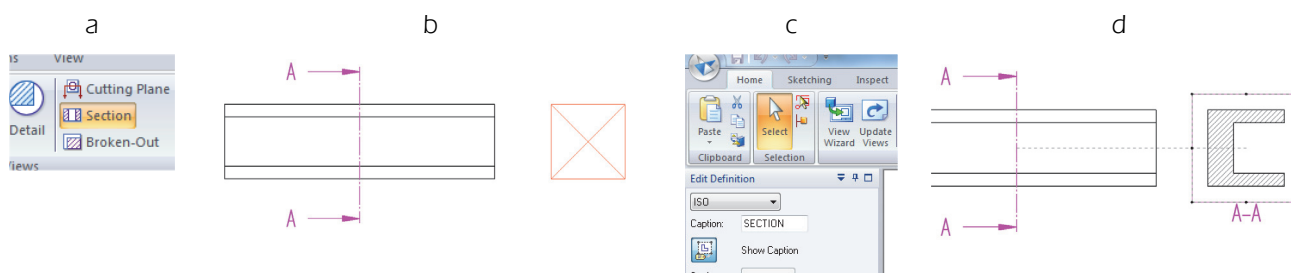 a
b
c
d
View
Cutting Plane
Section
Detail
Broken-Out
Views
A
A
Home Sketching Inspect
Paste
Select
View Wizard
Update Views
Clipboard
Selection
Edit Definition
ISO
Caption: SECTION
Show Caption
A
A
A-A